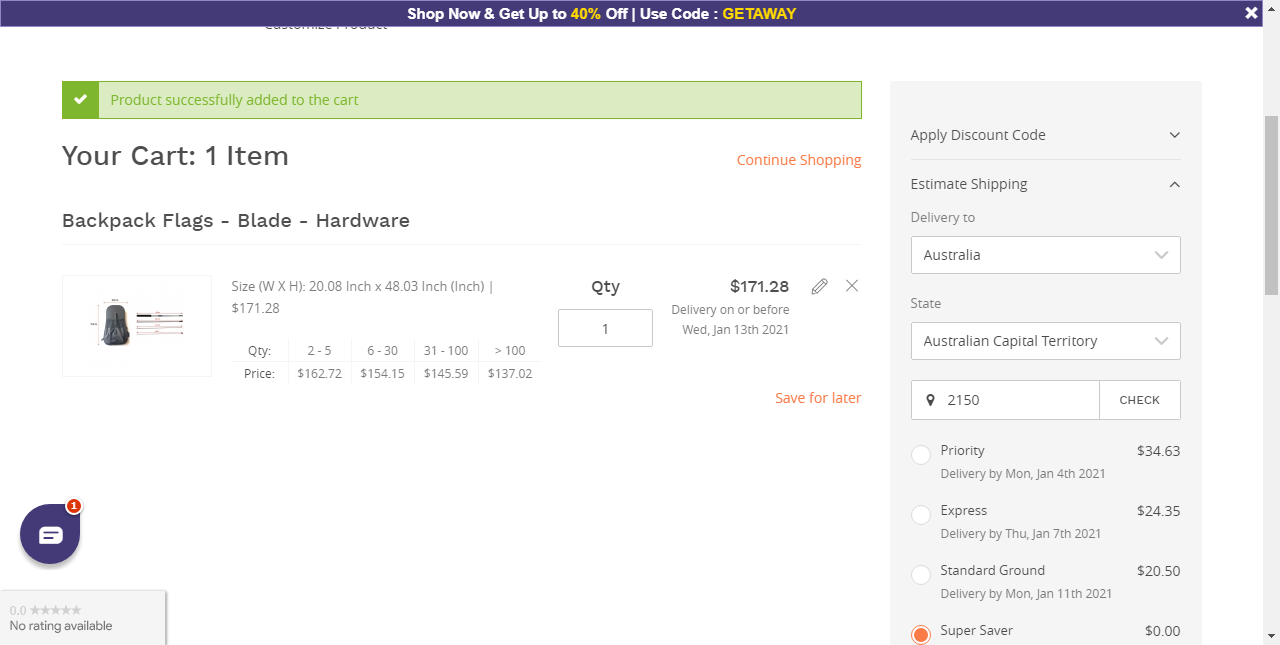 Shop Now & Get Up to 40% Off | Use Code : GETAWAY
Customize Product
Product successfully added to the cart
Your Cart: 1 Item
Continue Shopping
Backpack Flags - Blade - Hardware
Size (W X H): 20.08 Inch x 48.03 Inch (Inch) |
$171.28
Qty: 2 - 5 6 - 30 31 - 100 > 100
Price: $162.72 $154.15 $145.59 $137.02
Qty
1
$171.28
Delivery on or before
Wed, Jan 13th 2021
Save for later
Apply Discount Code
Estimate Shipping
Delivery to
Australia
State
Australian Capital Territory
2150 CHECK
Priority $34.63
Delivery by Mon, Jan 4th 2021
Express $24.35
Delivery by Thu, Jan 7th 2021
Standard Ground $20.50
Delivery by Mon, Jan 11th 2021
Super Saver $0.00
1
0.0
No rating available